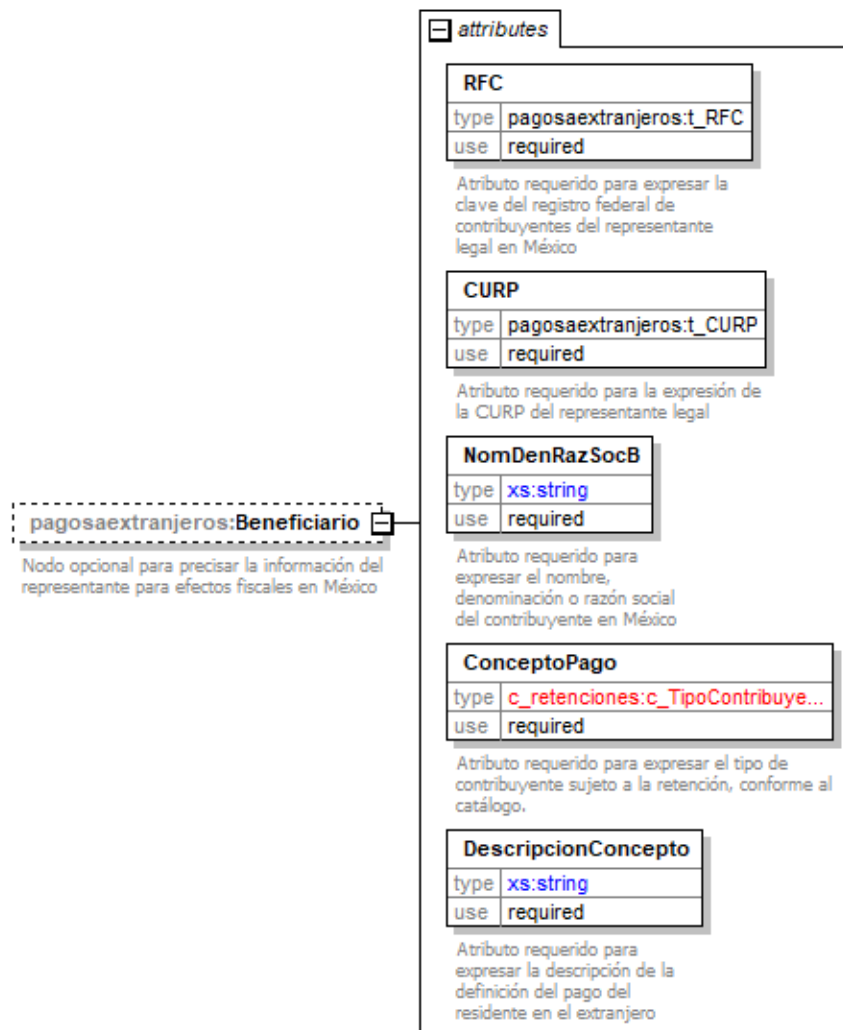 attributes
RFC
type pagosaextranjeros:t_RFC
use required
Atributo requerido para expresar la
clave del registro federal de
contribuyentes del representante
legal en México
CURP
type pagosaextranjeros:t_CURP
use required
Atributo requerido para la expresión de
la CURP del representante legal
NomDenRazSocB
type xs:string
use required
Atributo requerido para
expresar el nombre,
denominación o razón social
del contribuyente en México
pagosaextranjeros:Beneficiario
Nodo opcional para precisar la información del
representante para efectos fiscales en México
ConceptoPago
type c_retenciones:c_TipoContribuye...
use required
Atributo requerido para expresar el tipo de
contribuyente sujeto a la retención, conforme al
catálogo.
DescripcionConcepto
type xs:string
use required
Atributo requerido para
expresar la descripción de la
definición del pago del
residente en el extranjero